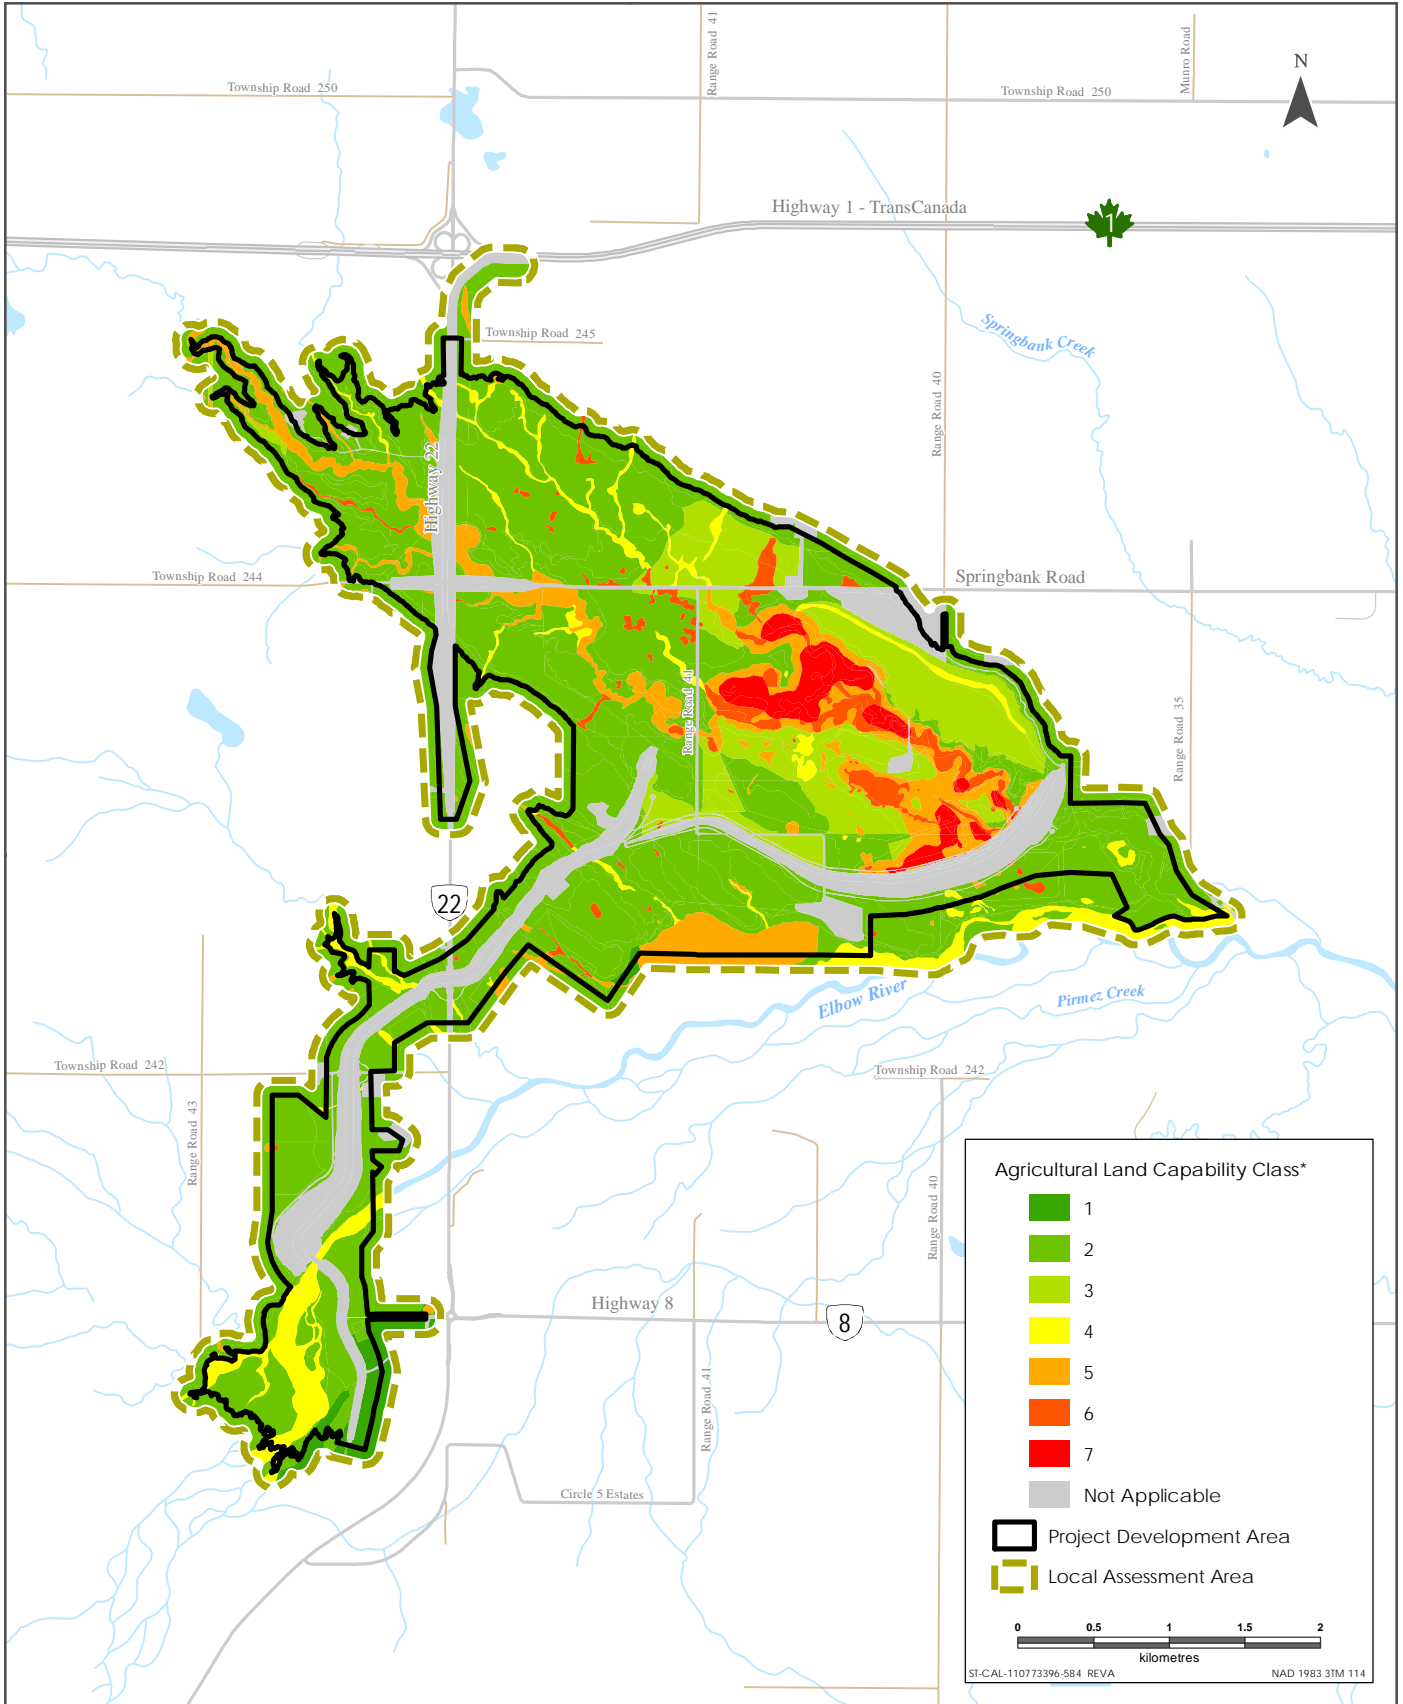 Township Road 250
Range Road 41
Township Road 250
Munro Road
N
Highway 1 - TransCanada
1
Township Road 245
Springbank Creek
Range Road 40
Highway 22
Township Road 244
Springbank Road
Range Road 41
Range Road 35
22
Elbow River
Pirmez Creek
Township Road 242
Township Road 242
Range Road 43
Range Road 40
Highway 8
8
Range Road 41
Circle 5 Estates
Agricultural Land Capability Class*
1
2
3
4
5
6
7
Not Applicable
Project Development Area
Local Assessment Area
0 0.5 1 1.5 2
kilometres
ST-CAL-110773396-584 REVA
NAD 1983 3TM 114